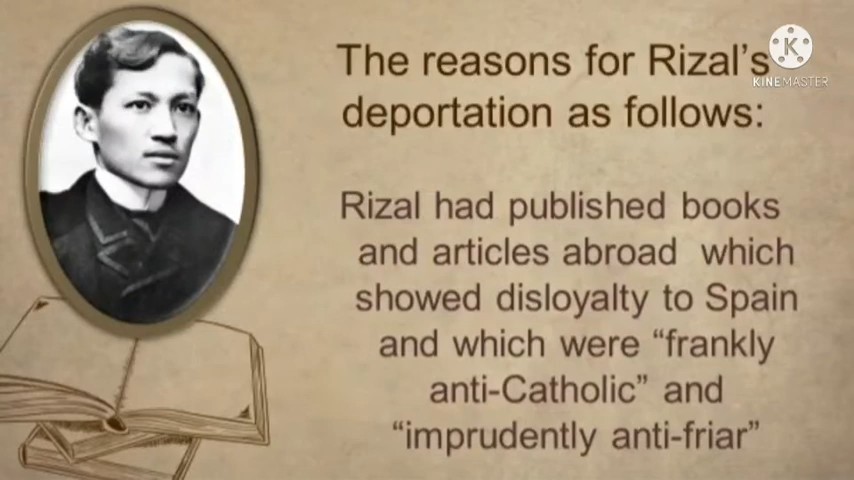 The reasons for Rizal's
deportation as follows:
K
KINEMASTER
Rizal had published books
and articles abroad which
showed disloyalty to Spain
and which were “frankly
anti-Catholic” and
“imprudently anti-friar”